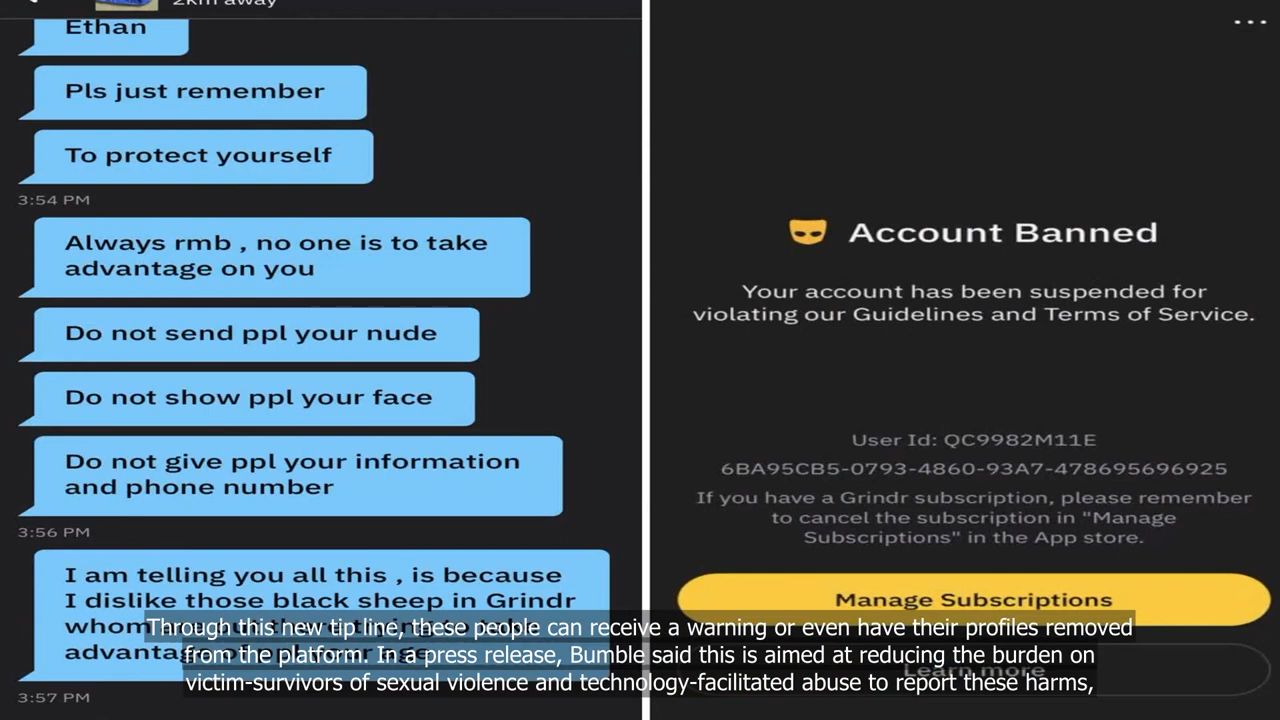 2km away
Ethan
Pls just remember
To protect yourself
3:54 PM
Always rmb , no one is to take
advantage on you
Do not send ppl your nude
Do not show ppl your face
Do not give ppl your information
and phone number
3:56 PM
I am telling you all this , is because
I dislike those black sheep in Grindr
whom
advantage
3:57 PM
Account Banned
Your account has been suspended for
violating our Guidelines and Terms of Service.
User Id: QC9982M11E
6BA95CB5-0793-4860-93A7-478695696925
If you have a Grindr subscription, please remember
to cancel the subscription in "Manage
Subscriptions" in the App store.
Manage Subscriptions
Learn more
Through this new tip line, these people can receive a warning or even have their profiles removed
from the platform. In a press release, Bumble said this is aimed at reducing the burden on
victim-survivors of sexual violence and technology-facilitated abuse to report these harms,